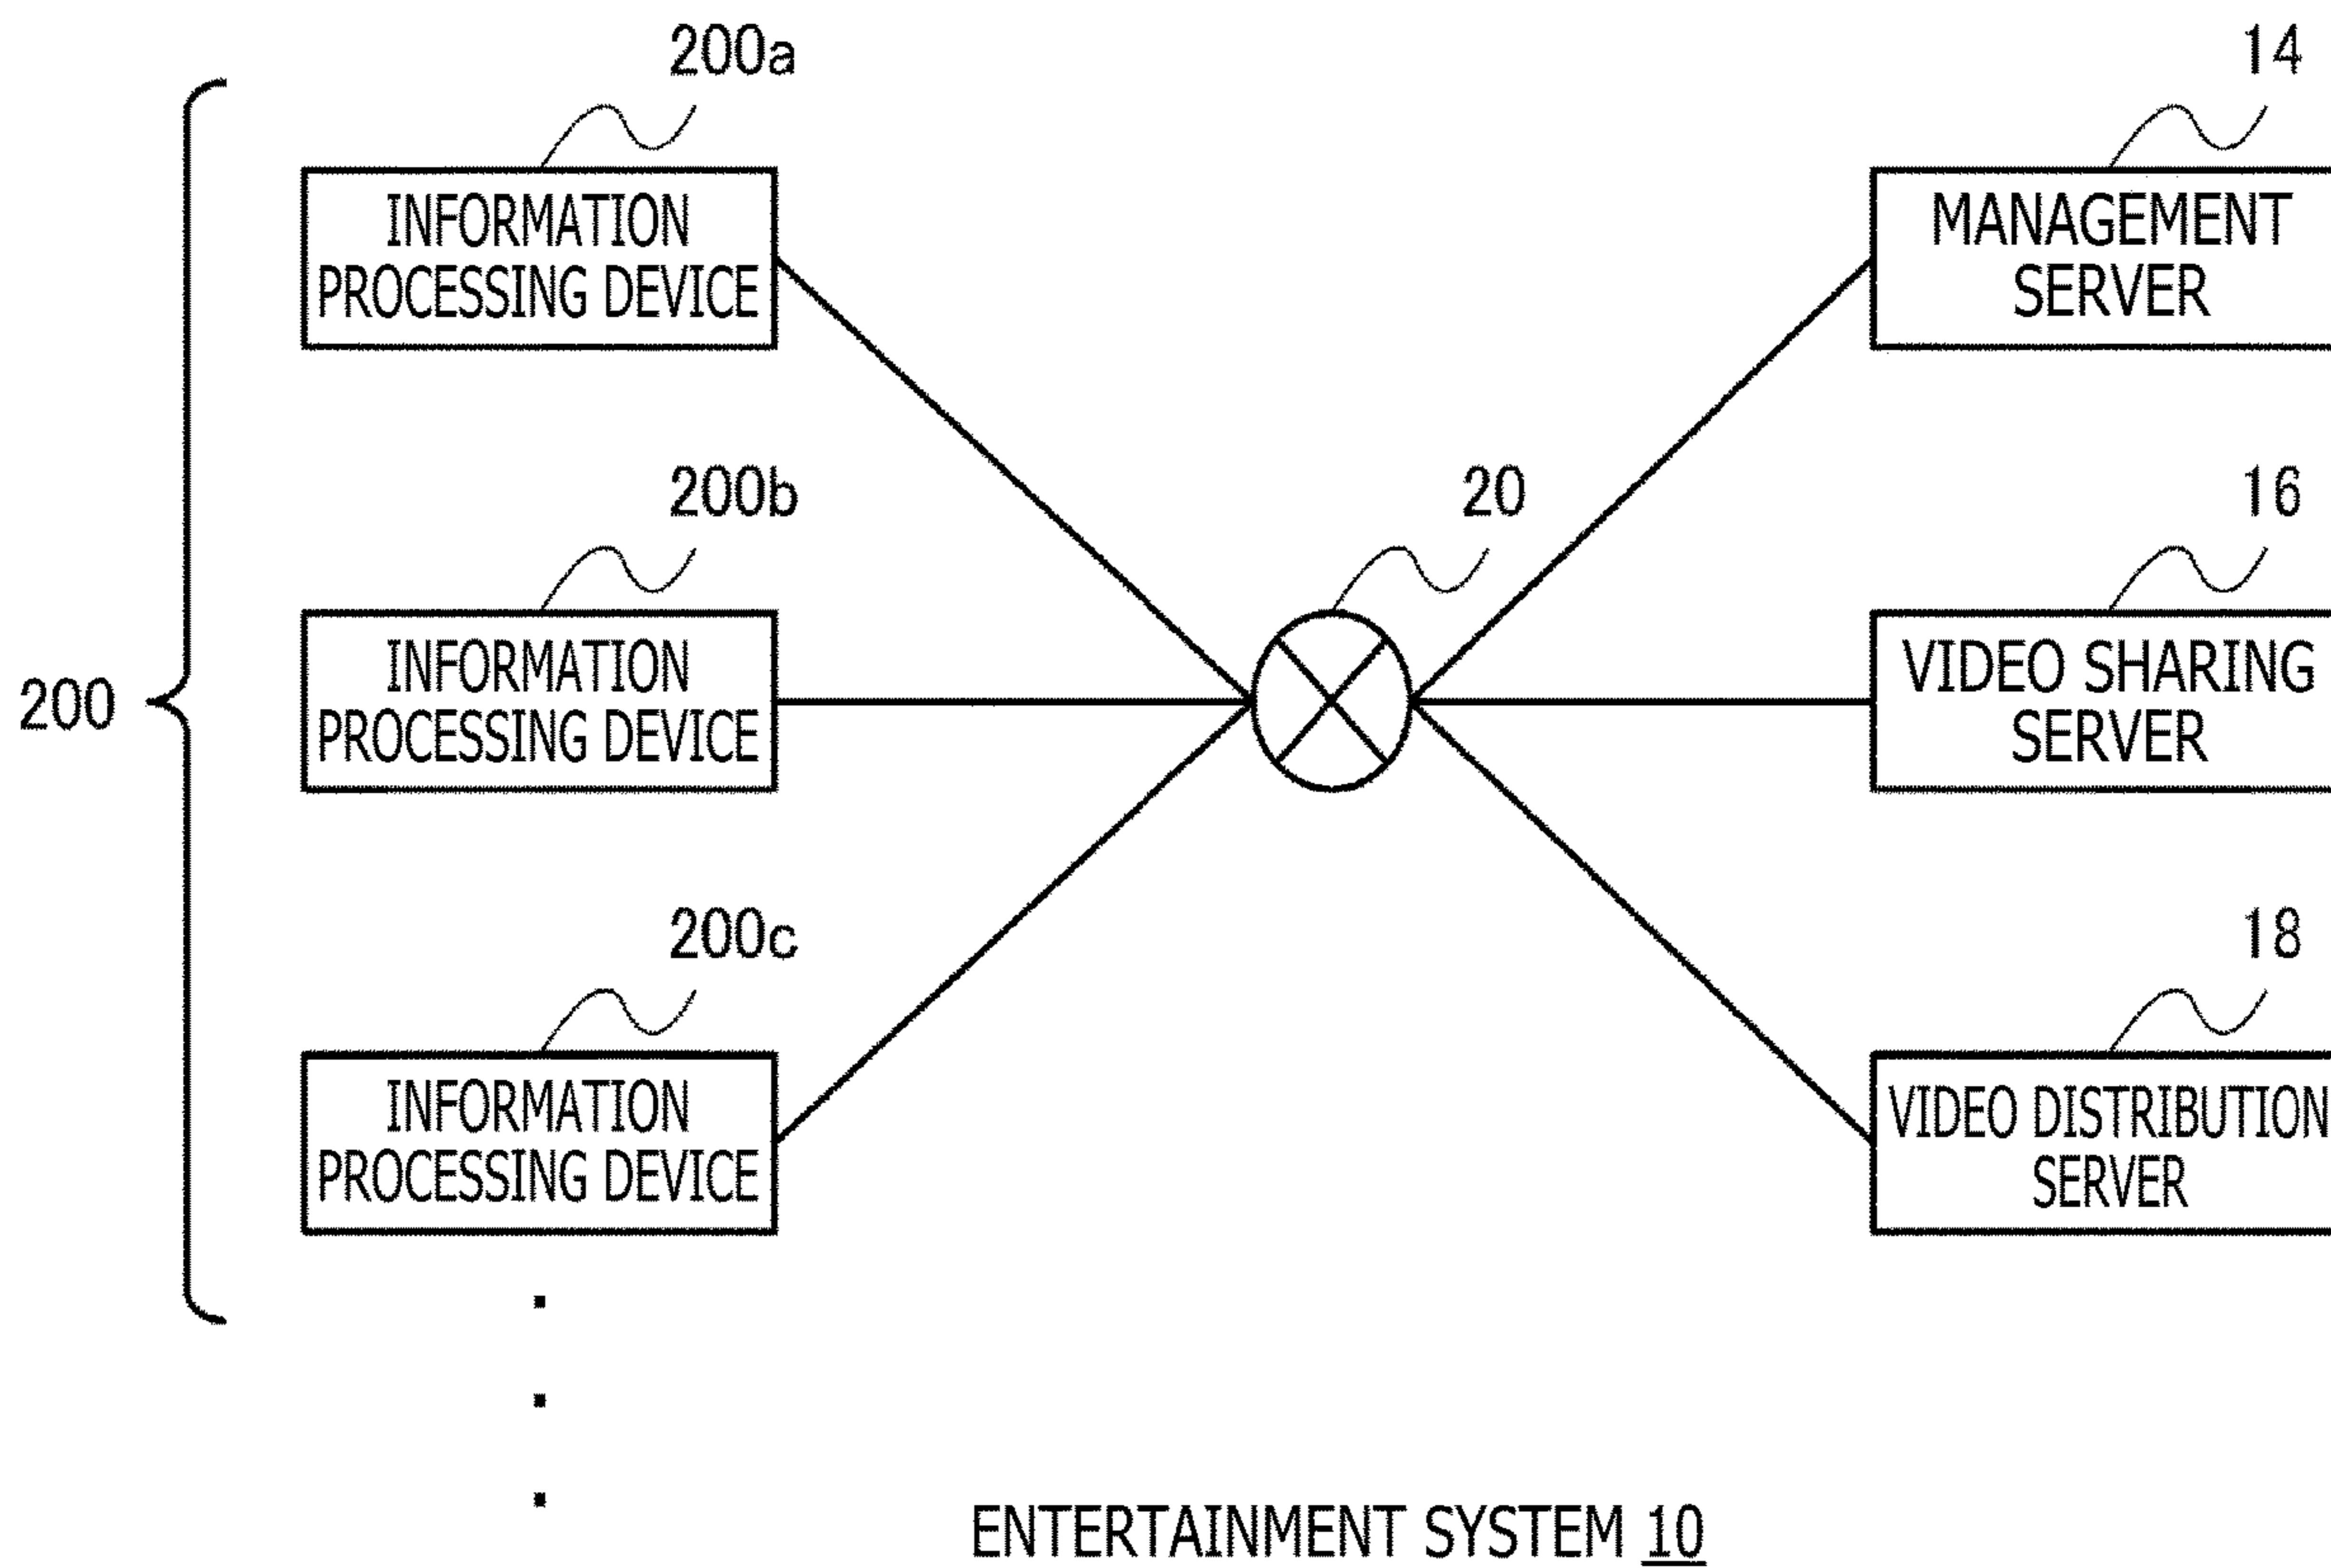 200a
14
INFORMATION
PROCESSING DEVICE
MANAGEMENT
SERVER
200b
20
16
200
INFORMATION
PROCESSING DEVICE
VIDEO SHARING
SERVER
200c
18
INFORMATION
PROCESSING DEVICE
VIDEO DISTRIBUTION
SERVER
ENTERTAINMENT SYSTEM 10